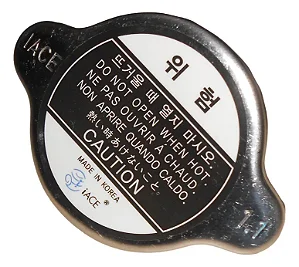 IACE
위 험
뜨거울 때 열지 마시오.
DO NOT OPEN WHEN HOT.
NE PAS OUVRIR À CHAUD.
NON APRIRE QUANDO CALDO.
熱い時あけないこと。
CAUTION
MADE IN KOREA
iACE ®
1.1